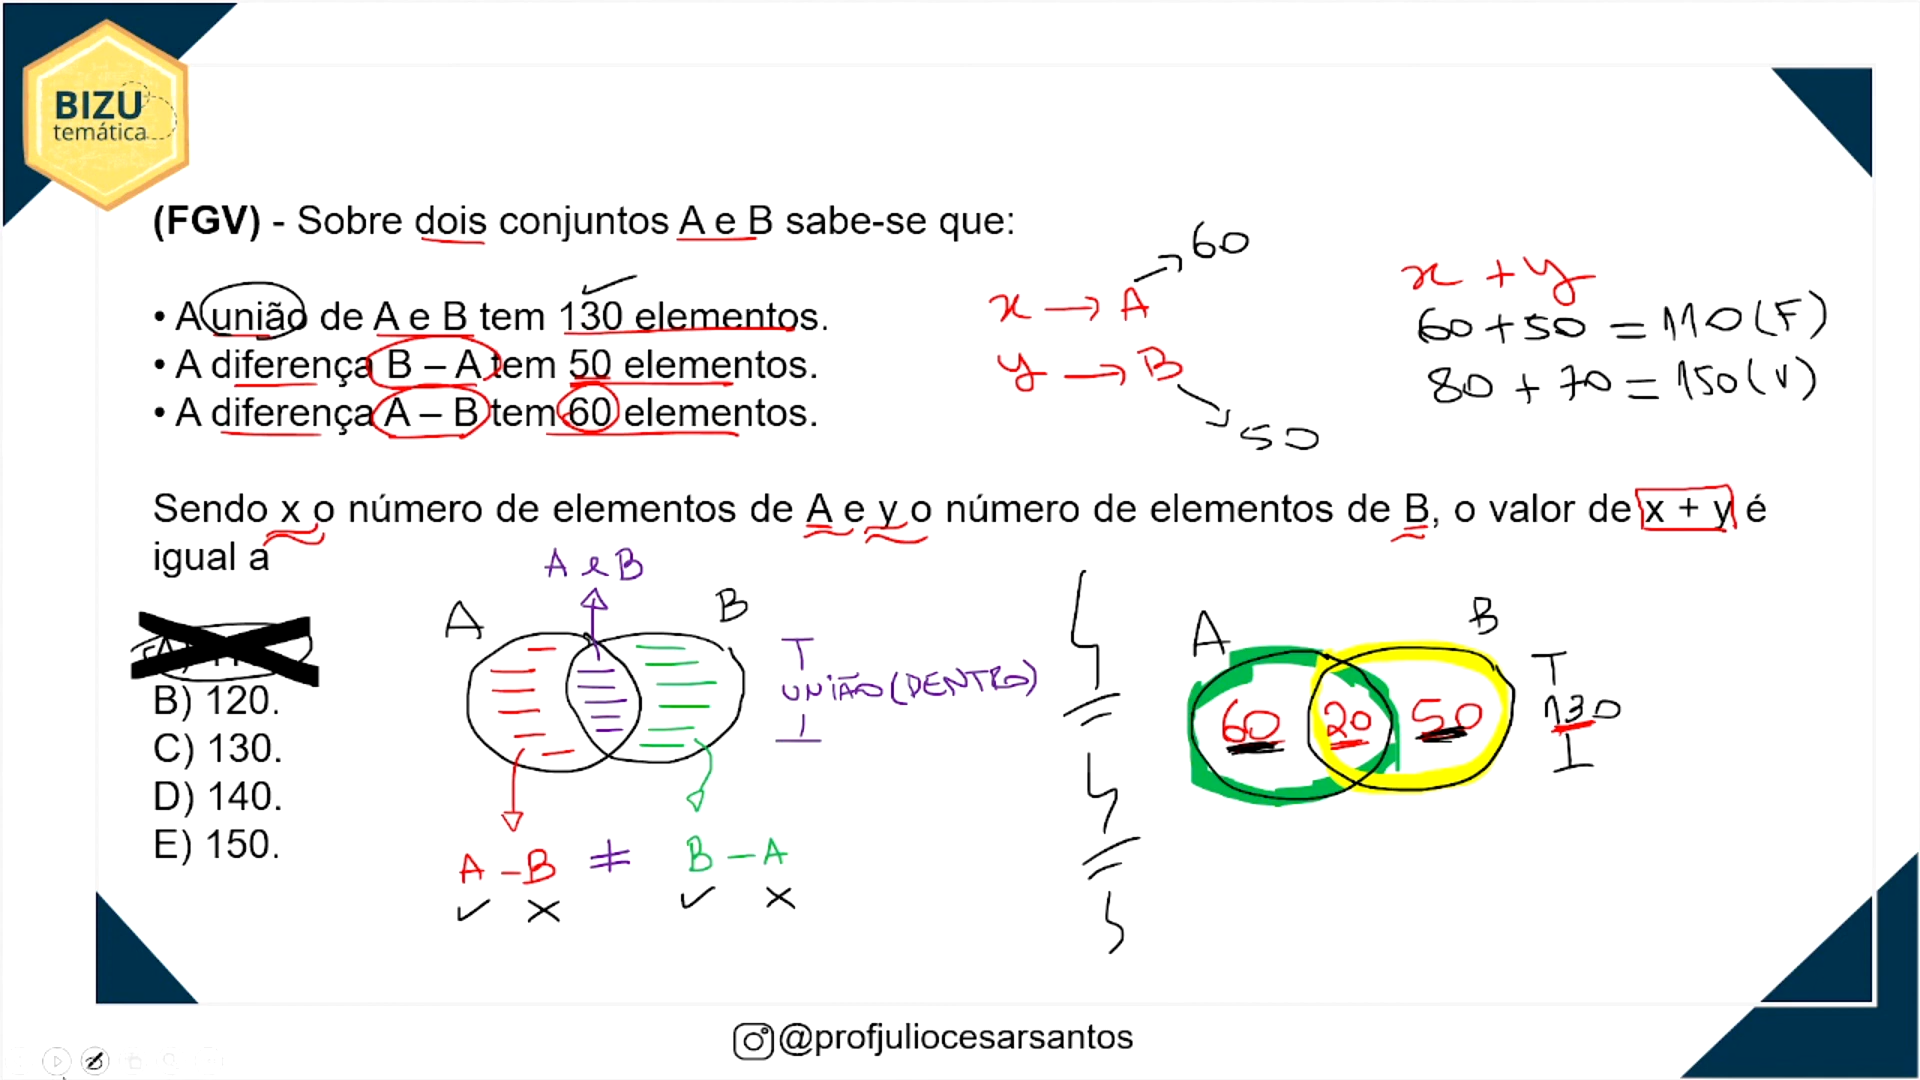 BIZU
temática
(FGV) - Sobre dois conjuntos A e B sabe-se que:
• A união de A e B tem 130 elementos.
• A diferença B – A tem 50 elementos.
• A diferença A – B tem 60 elementos.
x → A → 60
y → B → 50
x + y
60 + 50 = 110 (F)
80 + 70 = 150 (V)
Sendo x o número de elementos de A e y o número de elementos de B, o valor de x + y é
igual a
B) 120.
C) 130.
D) 140.
E) 150.
A e B
A B
T
UNIÃO (DENTRO)
A – B ≠ B – A
✓ X ✓ X
A B
60 20 50
T
130
@profjuliocesarsantos